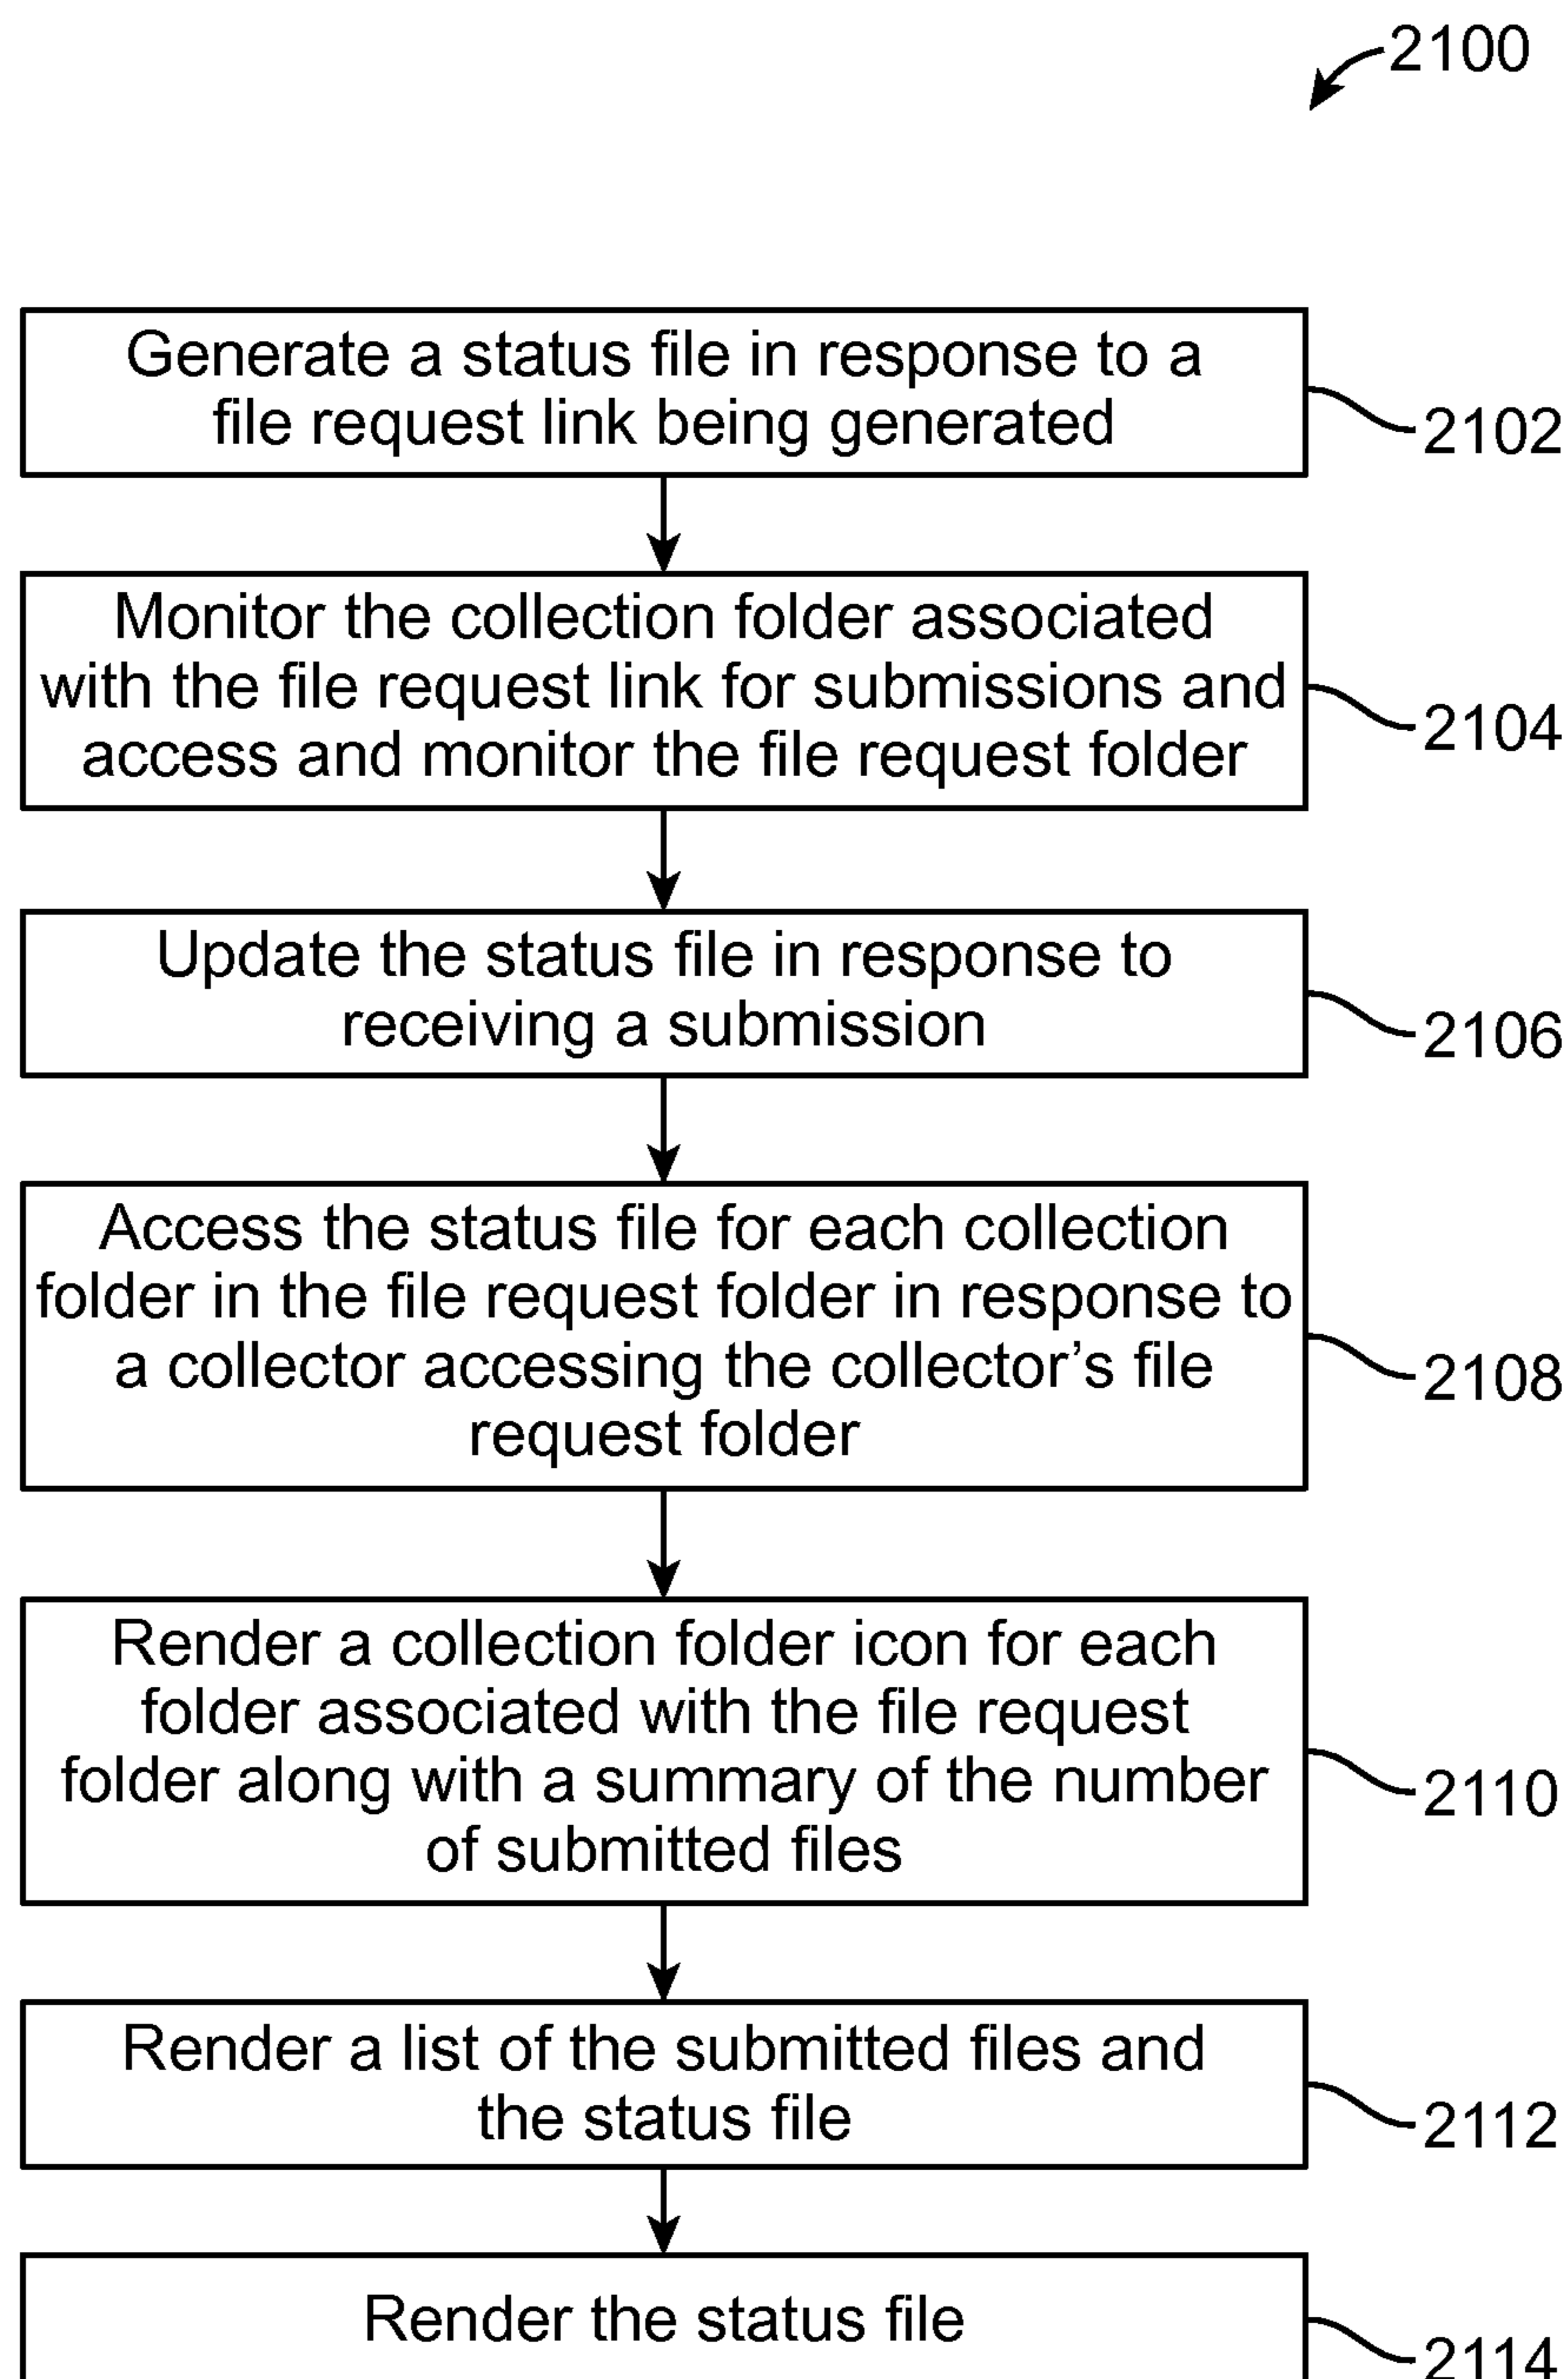 2100
Generate a status file in response to a
file request link being generated
2102
Monitor the collection folder associated
with the file request link for submissions and
access and monitor the file request folder
2104
Update the status file in response to
receiving a submission
2106
Access the status file for each collection
folder in the file request folder in response to
a collector accessing the collector's file
request folder
2108
Render a collection folder icon for each
folder associated with the file request
folder along with a summary of the number
of submitted files
2110
Render a list of the submitted files and
the status file
2112
Render the status file
2114